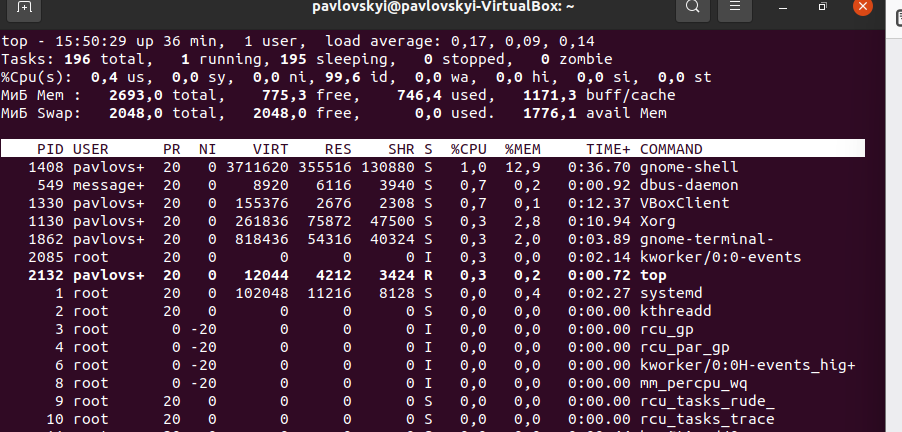 pavlovskyi@pavlovskyi-VirtualBox: ~
top - 15:50:29 up 36 min,  1 user,  load average: 0,17, 0,09, 0,14
Tasks: 196 total,   1 running, 195 sleeping,   0 stopped,   0 zombie
%Cpu(s):  0,4 us,  0,0 sy,  0,0 ni, 99,6 id,  0,0 wa,  0,0 hi,  0,0 si,  0,0 st
МиБ Mem :   2693,0 total,    775,3 free,    746,4 used,   1171,3 buff/cache
МиБ Swap:   2048,0 total,   2048,0 free,      0,0 used.   1776,1 avail Mem
PID USER      PR  NI    VIRT    RES    SHR S  %CPU  %MEM     TIME+ COMMAND
1408 pavlovs+  20   0 3711620 355516 130880 S   1,0  12,9   0:36.70 gnome-shell
549 message+  20   0    8920   6116   3940 S   0,7   0,2   0:00.92 dbus-daemon
1330 pavlovs+  20   0  155376   2676   2308 S   0,7   0,1   0:12.37 VBoxClient
1130 pavlovs+  20   0  261836  75872  47500 S   0,3   2,8   0:10.94 Xorg
1862 pavlovs+  20   0  818436  54316  40324 S   0,3   2,0   0:03.89 gnome-terminal-
2085 root      20   0       0      0      0 I   0,3   0,0   0:02.14 kworker/0:0-events
2132 pavlovs+  20   0   12044   4212   3424 R   0,3   0,2   0:00.72 top
1 root      20   0  102048  11216   8128 S   0,0   0,4   0:02.27 systemd
2 root      20   0       0      0      0 S   0,0   0,0   0:00.00 kthreadd
3 root       0 -20       0      0      0 I   0,0   0,0   0:00.00 rcu_gp
4 root       0 -20       0      0      0 I   0,0   0,0   0:00.00 rcu_par_gp
6 root       0 -20       0      0      0 I   0,0   0,0   0:00.00 kworker/0:0H-events_hig+
8 root       0 -20       0      0      0 I   0,0   0,0   0:00.00 mm_percpu_wq
9 root      20   0       0      0      0 S   0,0   0,0   0:00.00 rcu_tasks_rude_
10 root      20   0       0      0      0 S   0,0   0,0   0:00.00 rcu_tasks_trace